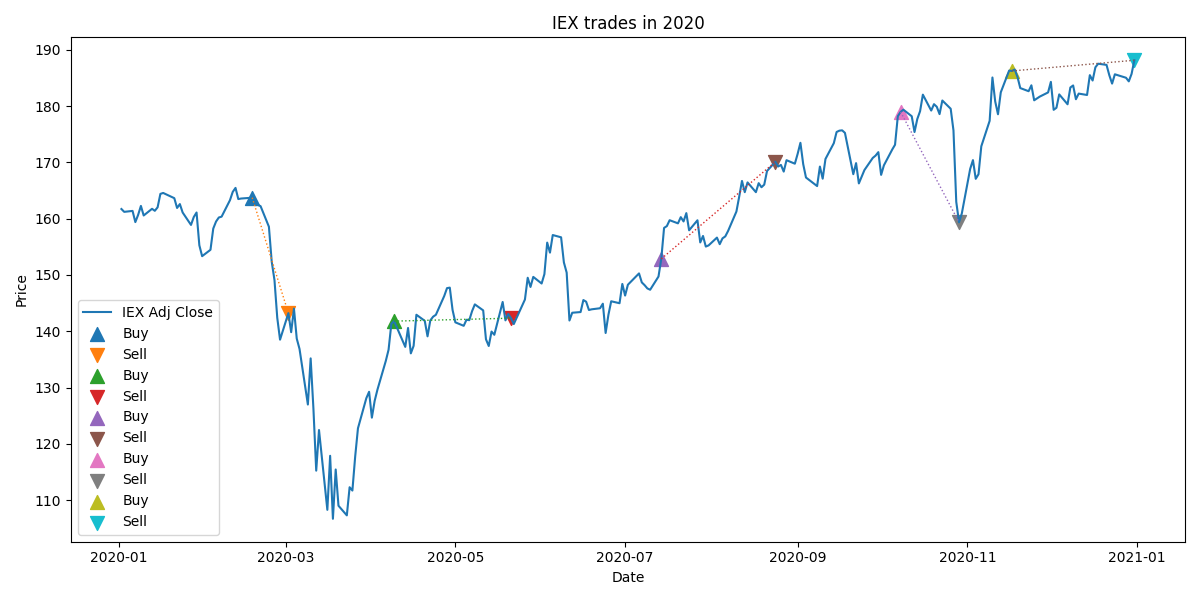 IEX trades in 2020
190
180
170
160
150
140
130
120
110
Price
IEX Adj Close
Buy
Sell
Buy
Sell
Buy
Sell
Buy
Sell
Buy
Sell
2020-01
2020-03
2020-05
2020-07
2020-09
2020-11
2021-01
Date